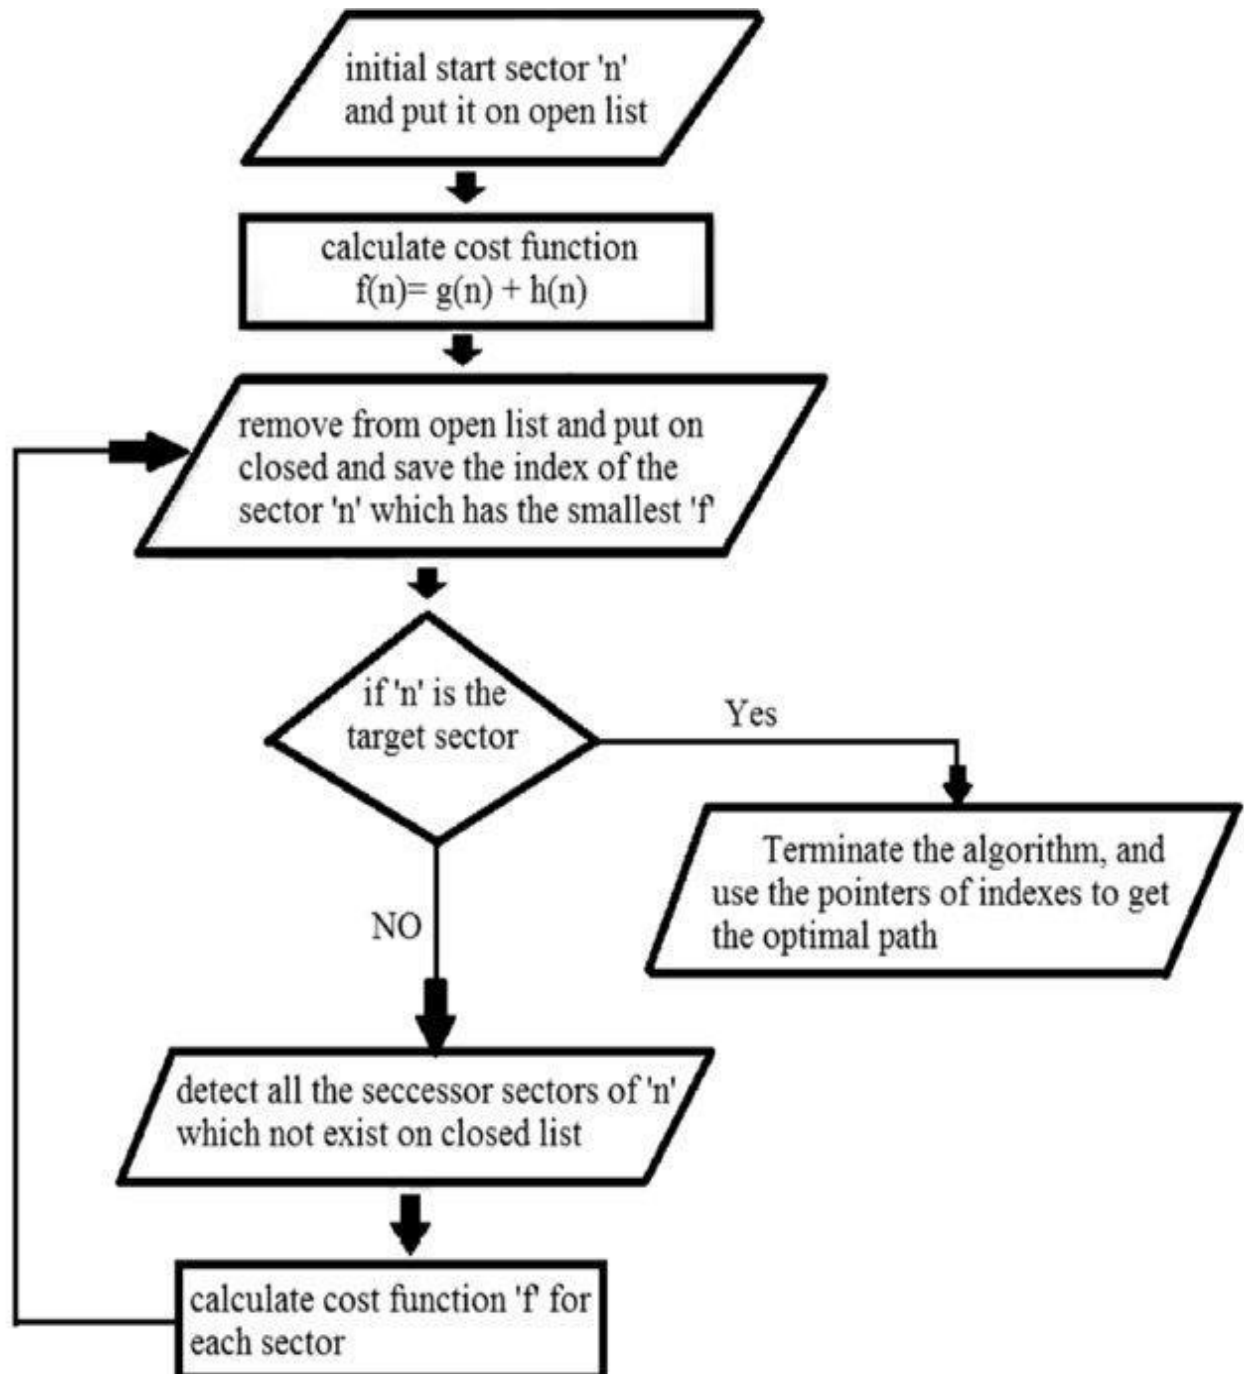 initial start sector 'n'
and put it on open list
calculate cost function
f(n)= g(n) + h(n)
remove from open list and put on
closed and save the index of the
sector 'n' which has the smallest 'f'
if 'n' is the
target sector
Yes
Terminate the algorithm, and
use the pointers of indexes to get
the optimal path
NO
detect all the seccessor sectors of 'n'
which not exist on closed list
calculate cost function 'f' for
each sector